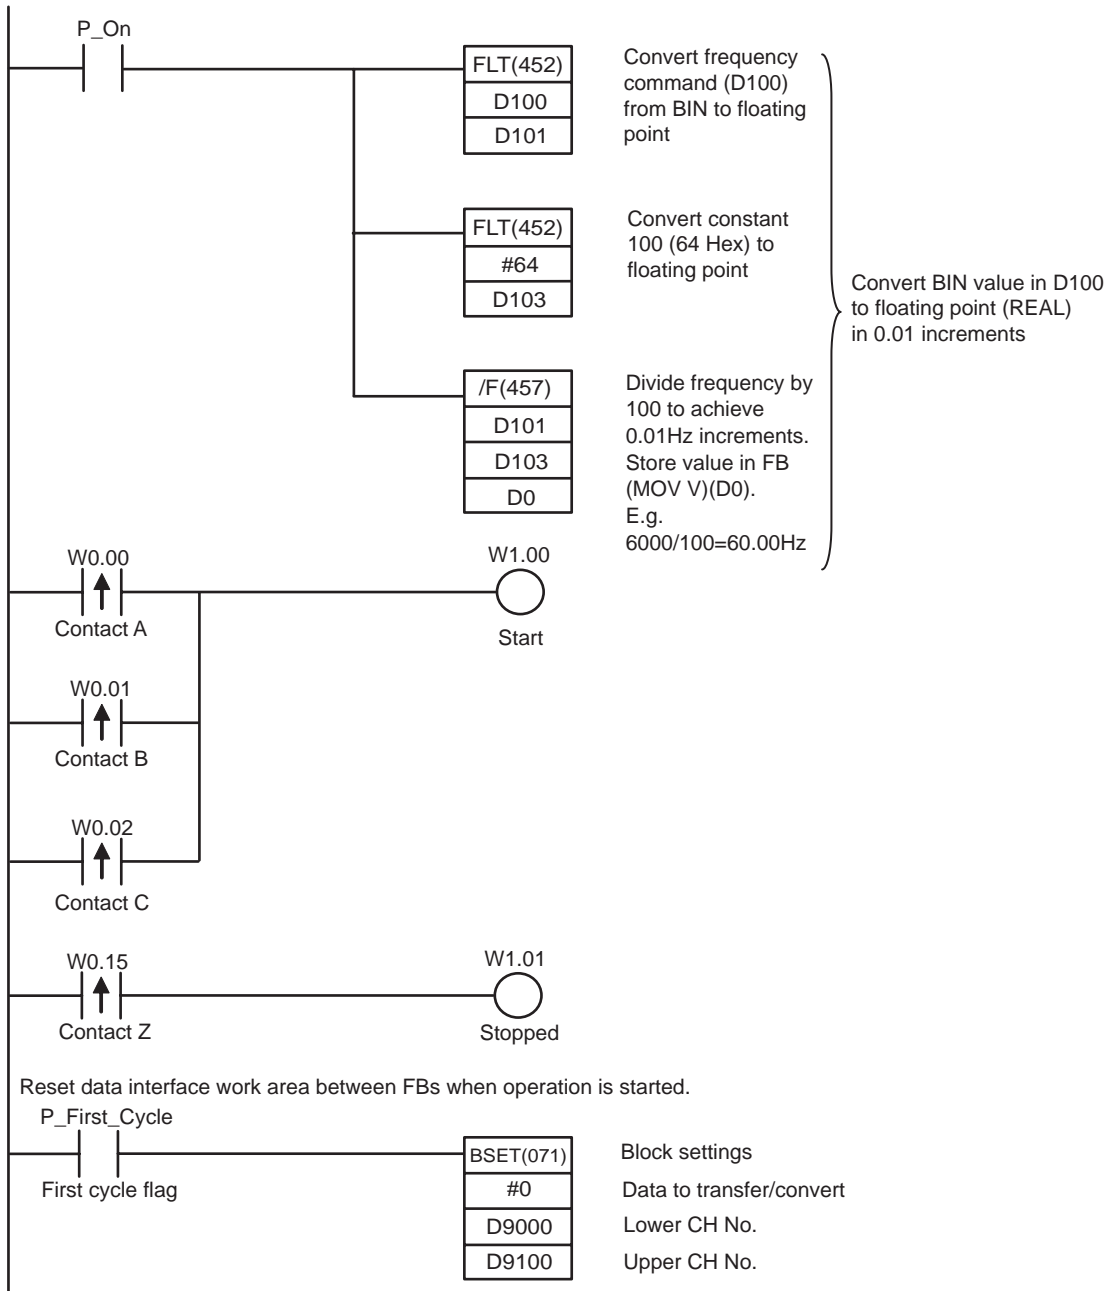 P_On
FLT(452)
D100
D101
Convert frequency
command (D100)
from BIN to floating
point
FLT(452)
#64
D103
Convert constant
100 (64 Hex) to
floating point
Convert BIN value in D100
to floating point (REAL)
in 0.01 increments
/F(457)
D101
D103
D0
Divide frequency by
100 to achieve
0.01Hz increments.
Store value in FB
(MOV V)(D0).
E.g.
6000/100=60.00Hz
W0.00
Contact A
W1.00
Start
W0.01
Contact B
W0.02
Contact C
W0.15
Contact Z
W1.01
Stopped
Reset data interface work area between FBs when operation is started.
P_First_Cycle
First cycle flag
BSET(071)
Block settings
#0
Data to transfer/convert
D9000
Lower CH No.
D9100
Upper CH No.